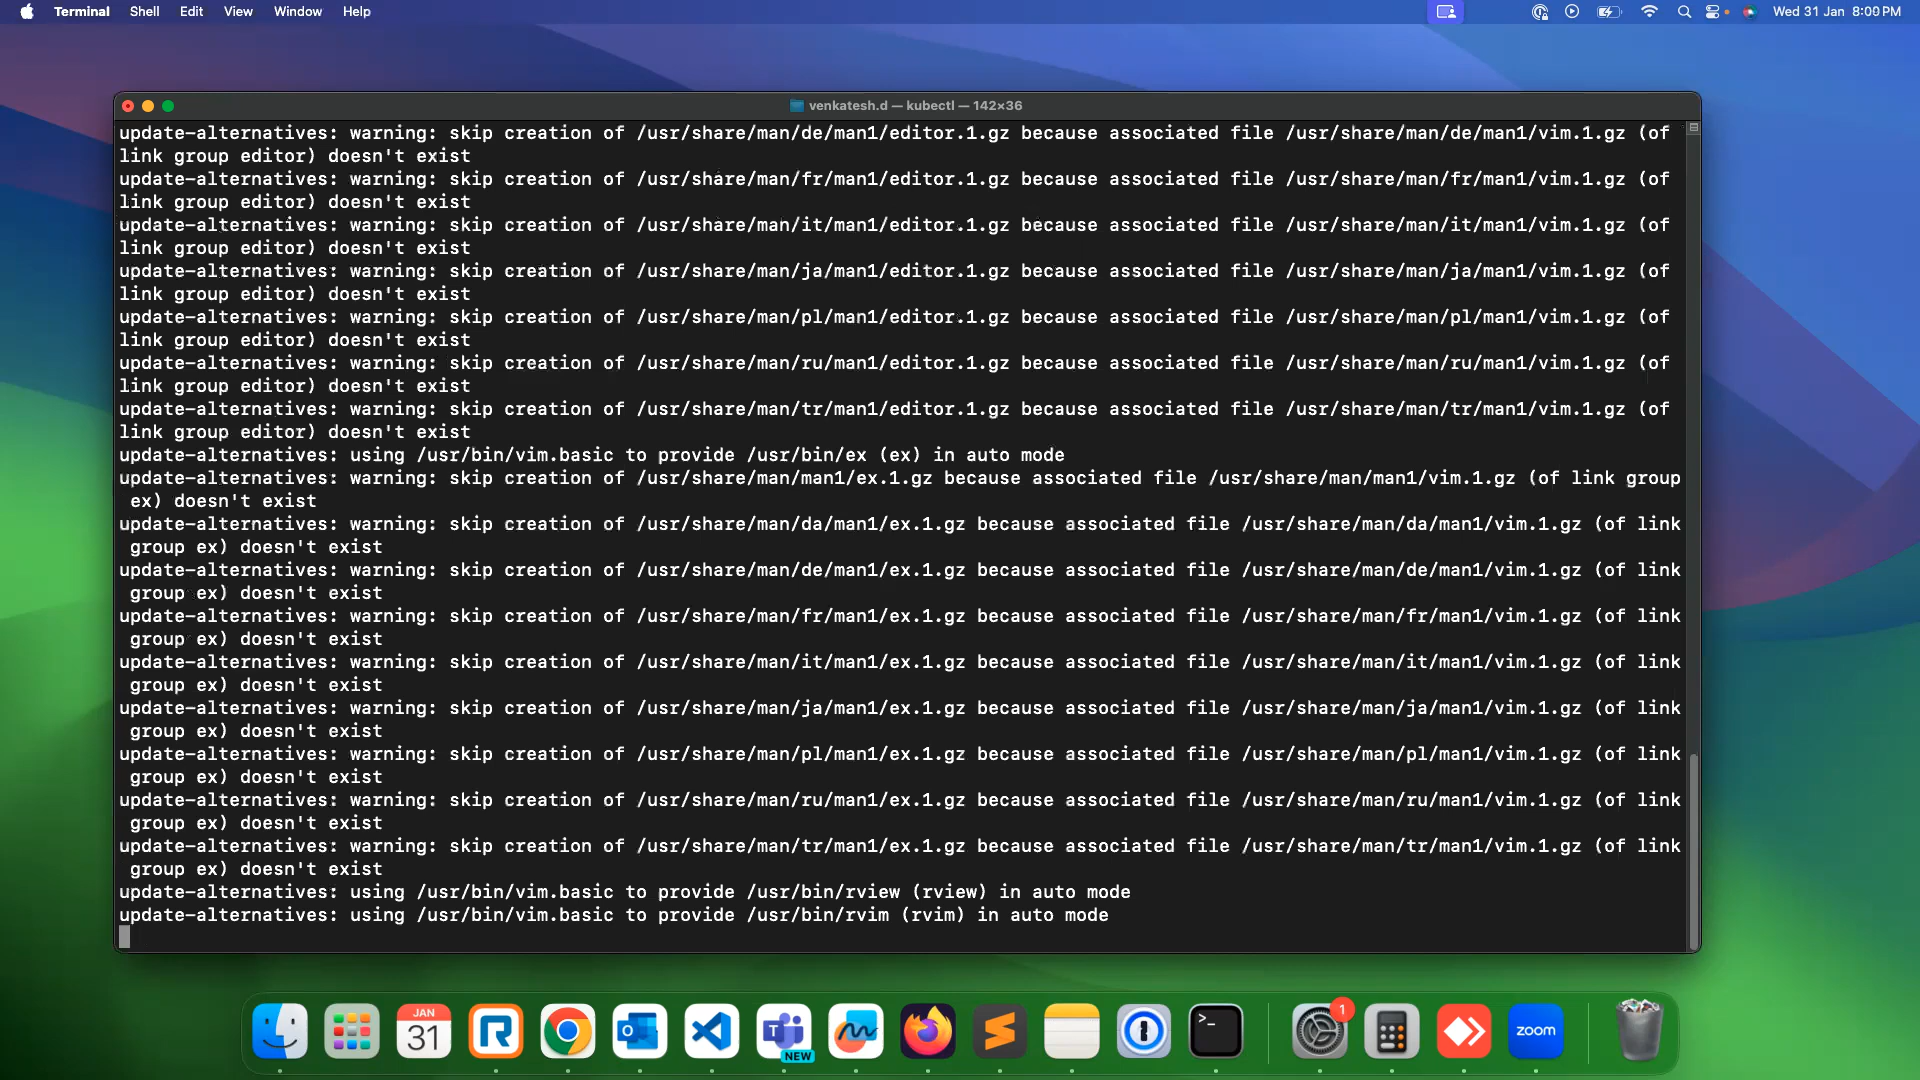 Terminal Shell Edit View Window Help Wed 31 Jan 8:00 PM
venkatesh.d — kubectl — 142×36
update-alternatives: warning: skip creation of /usr/share/man/de/man1/editor.1.gz because associated file /usr/share/man/de/man1/vim.1.gz (of
link group editor) doesn't exist
update-alternatives: warning: skip creation of /usr/share/man/fr/man1/editor.1.gz because associated file /usr/share/man/fr/man1/vim.1.gz (of
link group editor) doesn't exist
update-alternatives: warning: skip creation of /usr/share/man/it/man1/editor.1.gz because associated file /usr/share/man/it/man1/vim.1.gz (of
link group editor) doesn't exist
update-alternatives: warning: skip creation of /usr/share/man/ja/man1/editor.1.gz because associated file /usr/share/man/ja/man1/vim.1.gz (of
link group editor) doesn't exist
update-alternatives: warning: skip creation of /usr/share/man/pl/man1/editor.1.gz because associated file /usr/share/man/pl/man1/vim.1.gz (of
link group editor) doesn't exist
update-alternatives: warning: skip creation of /usr/share/man/ru/man1/editor.1.gz because associated file /usr/share/man/ru/man1/vim.1.gz (of
link group editor) doesn't exist
update-alternatives: warning: skip creation of /usr/share/man/tr/man1/editor.1.gz because associated file /usr/share/man/tr/man1/vim.1.gz (of
link group editor) doesn't exist
update-alternatives: using /usr/bin/vim.basic to provide /usr/bin/ex (ex) in auto mode
update-alternatives: warning: skip creation of /usr/share/man/man1/ex.1.gz because associated file /usr/share/man/man1/vim.1.gz (of link group
ex) doesn't exist
update-alternatives: warning: skip creation of /usr/share/man/da/man1/ex.1.gz because associated file /usr/share/man/da/man1/vim.1.gz (of link
group ex) doesn't exist
update-alternatives: warning: skip creation of /usr/share/man/de/man1/ex.1.gz because associated file /usr/share/man/de/man1/vim.1.gz (of link
group ex) doesn't exist
update-alternatives: warning: skip creation of /usr/share/man/fr/man1/ex.1.gz because associated file /usr/share/man/fr/man1/vim.1.gz (of link
group ex) doesn't exist
update-alternatives: warning: skip creation of /usr/share/man/it/man1/ex.1.gz because associated file /usr/share/man/it/man1/vim.1.gz (of link
group ex) doesn't exist
update-alternatives: warning: skip creation of /usr/share/man/ja/man1/ex.1.gz because associated file /usr/share/man/ja/man1/vim.1.gz (of link
group ex) doesn't exist
update-alternatives: warning: skip creation of /usr/share/man/pl/man1/ex.1.gz because associated file /usr/share/man/pl/man1/vim.1.gz (of link
group ex) doesn't exist
update-alternatives: warning: skip creation of /usr/share/man/ru/man1/ex.1.gz because associated file /usr/share/man/ru/man1/vim.1.gz (of link
group ex) doesn't exist
update-alternatives: warning: skip creation of /usr/share/man/tr/man1/ex.1.gz because associated file /usr/share/man/tr/man1/vim.1.gz (of link
group ex) doesn't exist
update-alternatives: using /usr/bin/vim.basic to provide /usr/bin/rview (rview) in auto mode
update-alternatives: using /usr/bin/vim.basic to provide /usr/bin/rvim (rvim) in auto mode
JAN
31
NEW
>_
1
zoom